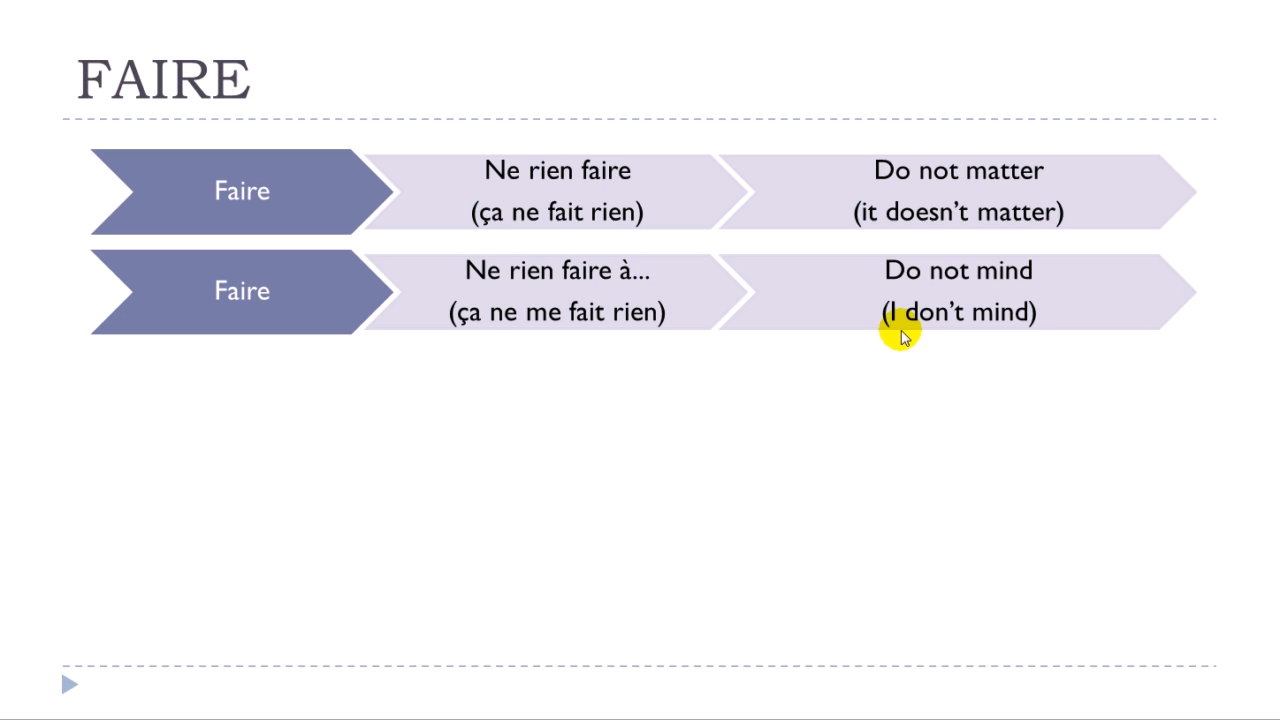 FAIRE
Faire
Ne rien faire
(ça ne fait rien)
Do not matter
(it doesn’t matter)
Faire
Ne rien faire à...
(ça ne me fait rien)
Do not mind
(I don’t mind)